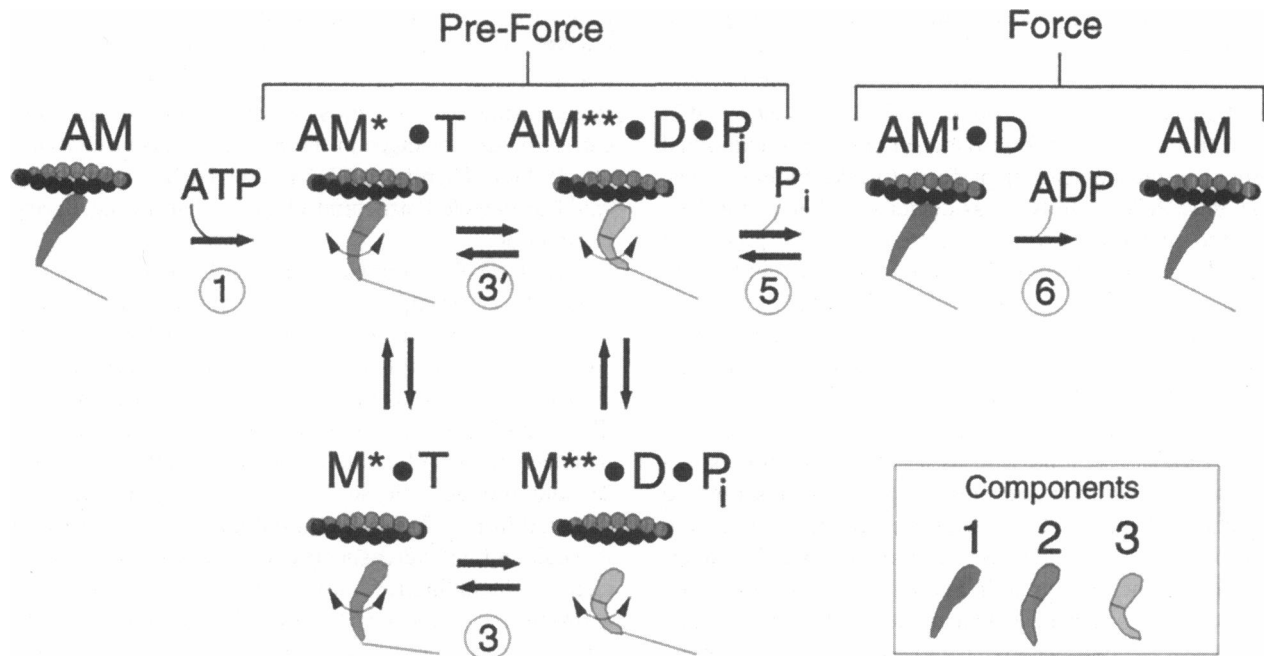 Pre-Force Force
AM AM* •T AM** •D•Pi AM'•D AM
ATP Pi ADP
1 3' 5 6
M*•T M**•D•Pi
Components
1 2 3
3